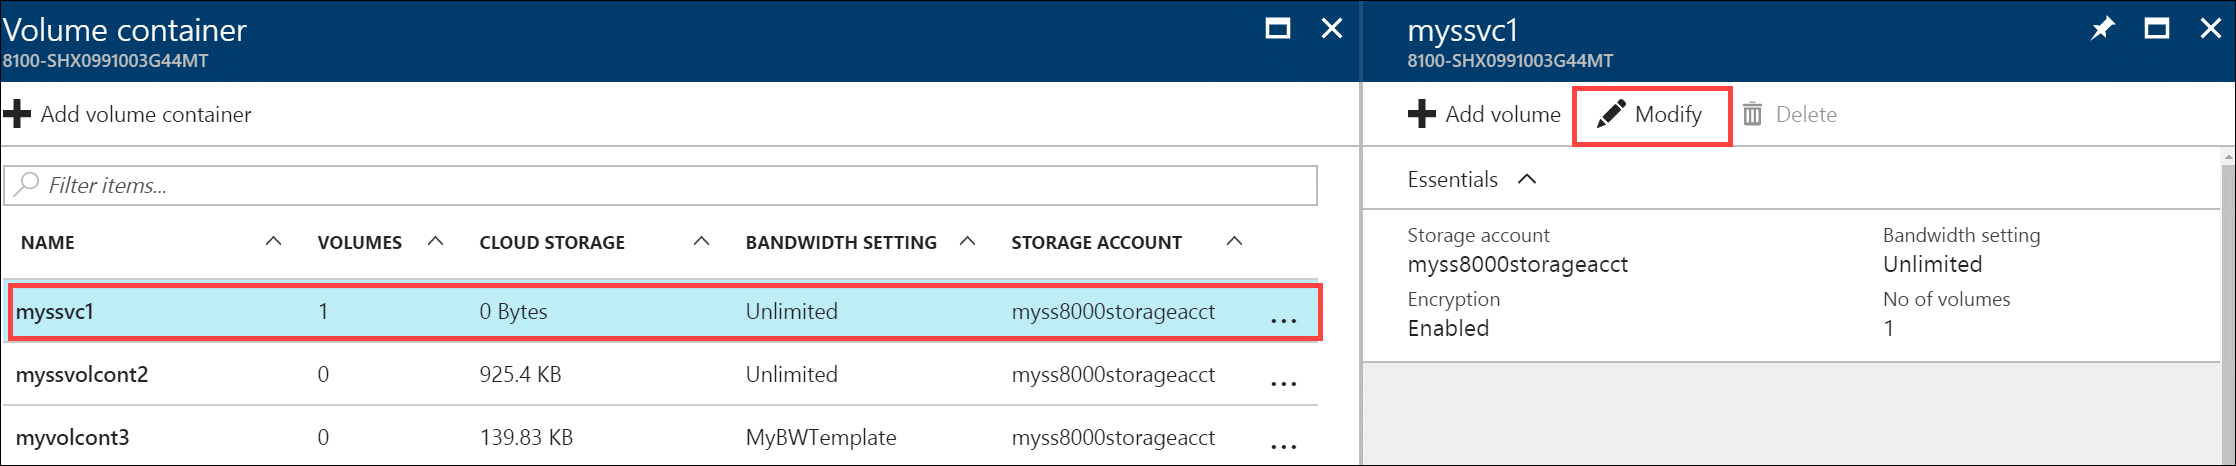 Volume container
8100-SHX0991003G44MT
Add volume container
Filter items...
NAME VOLUMES CLOUD STORAGE BANDWIDTH SETTING STORAGE ACCOUNT
myssvc1 1 0 Bytes Unlimited myss8000storageacct ...
myssvolcont2 0 925.4 KB Unlimited myss8000storageacct ...
myvolcont3 0 139.83 KB MyBWTemplate myss8000storageacct ...
myssvc1
8100-SHX0991003G44MT
Add volume Modify Delete
Essentials
Storage account Bandwidth setting
myss8000storageacct Unlimited
Encryption No of volumes
Enabled 1